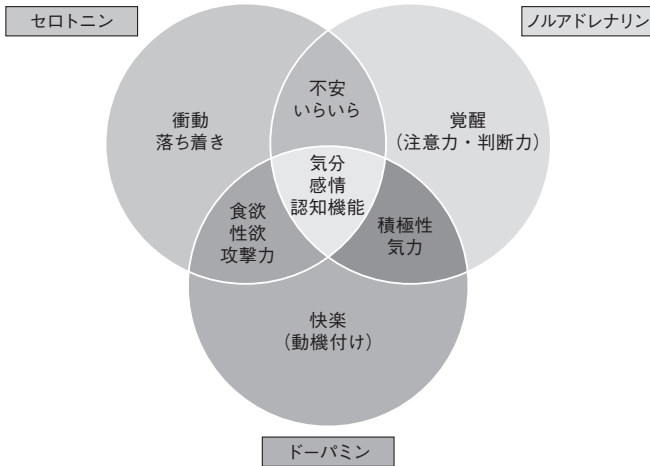 セロトニン
ノルアドレナリン
不安
いらいら
衝動
落ち着き
覚醒
（注意力・判断力）
気分
感情
認知機能
食欲
性欲
攻撃力
積極性
気力
快楽
（動機付け）
ドーパミン